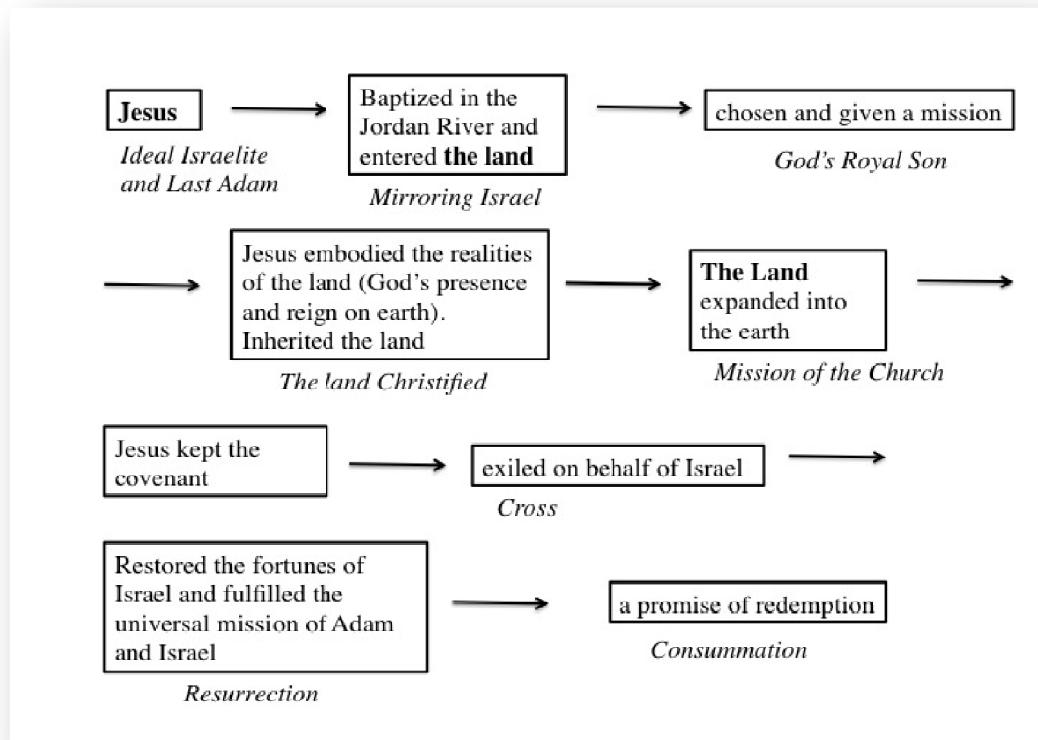 Jesus
Ideal Israelite
and Last Adam
Baptized in the
Jordan River and
entered the land
Mirroring Israel
chosen and given a mission
God's Royal Son
Jesus embodied the realities
of the land (God's presence
and reign on earth).
Inherited the land
The land Christified
The Land
expanded into
the earth
Mission of the Church
Jesus kept the
covenant
exiled on behalf of Israel
Cross
Restored the fortunes of
Israel and fulfilled the
universal mission of Adam
and Israel
Resurrection
a promise of redemption
Consummation